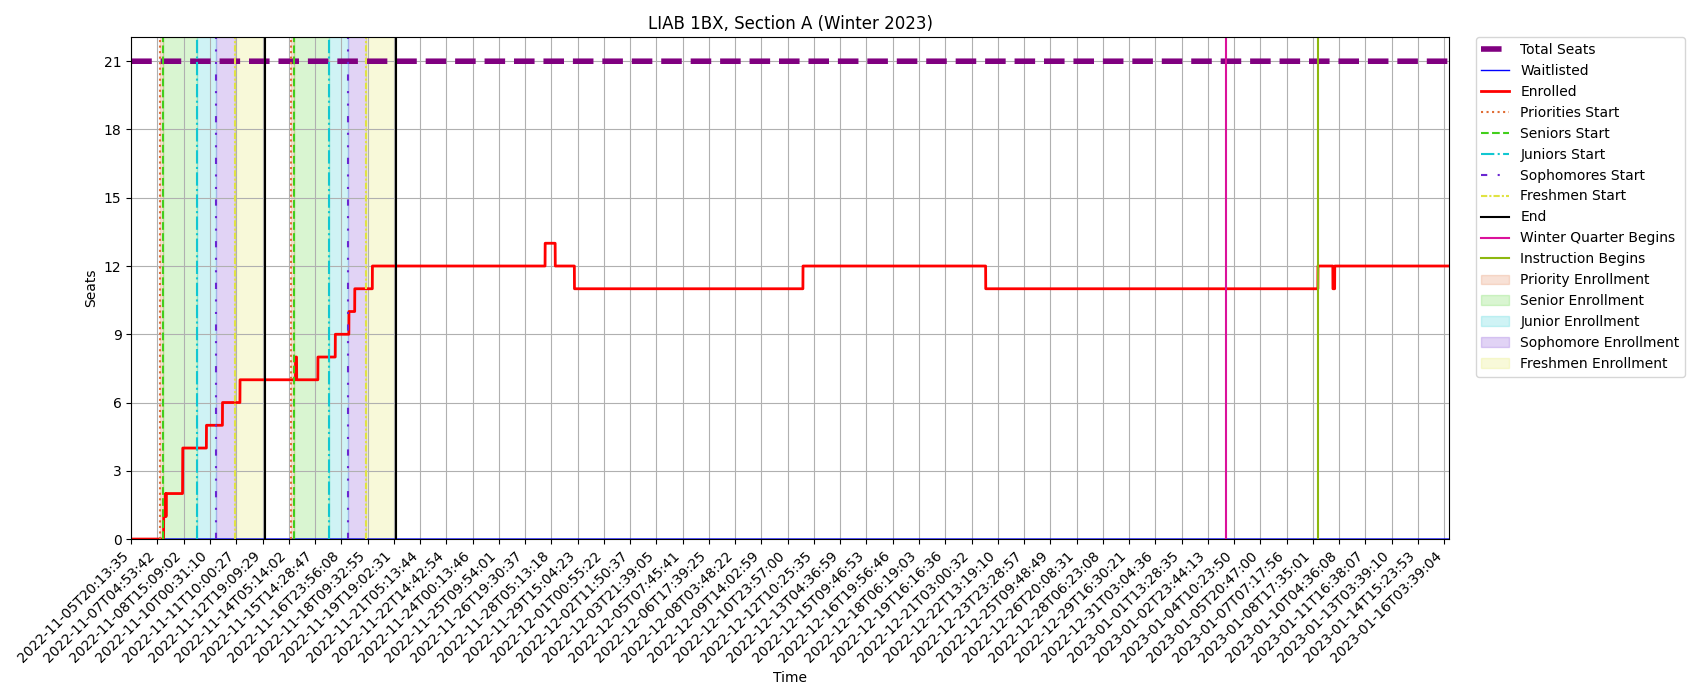 LIAB 1BX, Section A (Winter 2023)
21
18
15
12
9
6
3
0
Seats
2022-11-05T20:13:35
2022-11-07T04:53:42
2022-11-08T15:09:02
2022-11-10T00:31:10
2022-11-11T10:00:27
2022-11-12T19:09:29
2022-11-14T05:14:02
2022-11-15T14:28:47
2022-11-16T23:56:08
2022-11-18T09:32:55
2022-11-19T19:02:31
2022-11-21T05:13:44
2022-11-22T14:42:54
2022-11-24T00:13:46
2022-11-25T09:54:01
2022-11-26T19:30:37
2022-11-28T05:13:18
2022-11-29T15:04:23
2022-12-01T00:55:22
2022-12-02T11:50:37
2022-12-03T21:39:05
2022-12-05T07:45:41
2022-12-06T17:39:25
2022-12-08T03:48:22
2022-12-09T14:02:59
2022-12-10T23:57:00
2022-12-12T10:25:35
2022-12-13T04:36:59
2022-12-15T09:46:53
2022-12-16T19:56:46
2022-12-18T06:19:03
2022-12-19T16:16:36
2022-12-21T03:00:32
2022-12-22T13:19:10
2022-12-23T23:28:57
2022-12-25T09:48:49
2022-12-26T20:08:31
2022-12-28T06:23:08
2022-12-29T16:30:21
2022-12-31T03:04:36
2023-01-01T13:28:35
2023-01-02T23:44:13
2023-01-04T10:23:50
2023-01-05T20:47:00
2023-01-07T07:17:56
2023-01-08T17:35:01
2023-01-10T04:36:08
2023-01-11T16:38:07
2023-01-13T03:39:10
2023-01-14T15:23:53
2023-01-16T03:39:04
Time
Total Seats
Waitlisted
Enrolled
Priorities Start
Seniors Start
Juniors Start
Sophomores Start
Freshmen Start
End
Winter Quarter Begins
Instruction Begins
Priority Enrollment
Senior Enrollment
Junior Enrollment
Sophomore Enrollment
Freshmen Enrollment